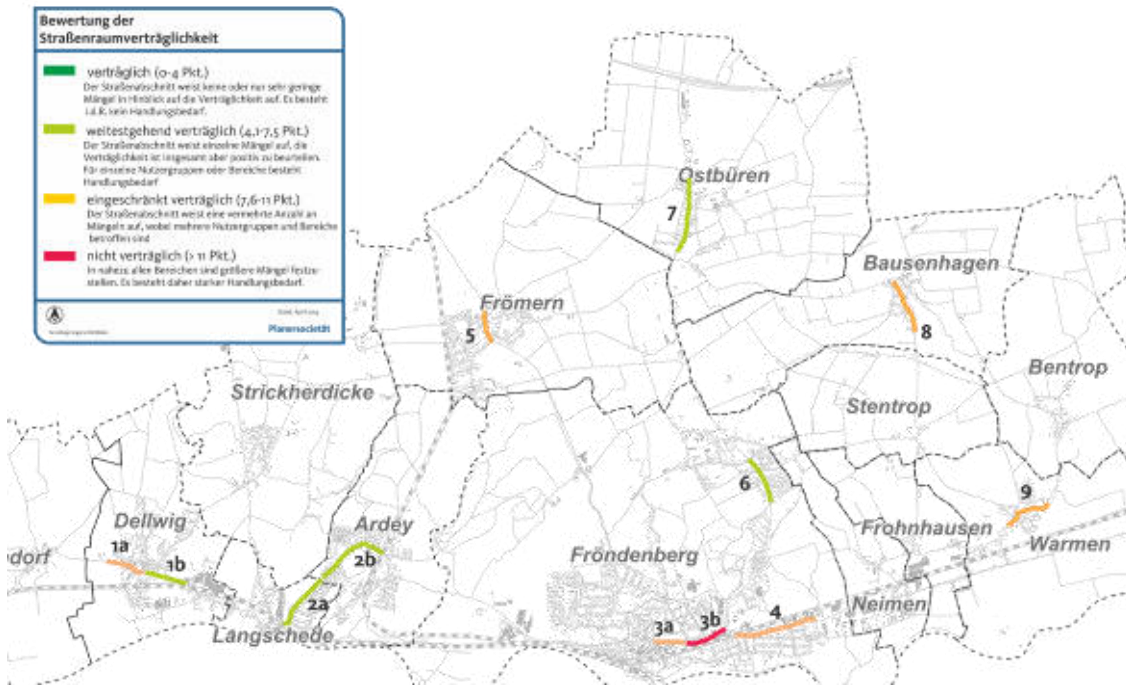 Bewertung der
Straßenraumverträglichkeit
verträglich (0-4 Pkt.)
Der Straßenabschnitt weist keine oder nur sehr geringe
Mängel in Hinblick auf die Verträglichkeit auf. Es besteht
i.d.R. kein Handlungsbedarf.
weitestgehend verträglich (4,1-7,5 Pkt.)
Der Straßenabschnitt weist einzelne Mängel auf, die
Verträglichkeit ist insgesamt aber positiv zu beurteilen.
Für einzelne Nutzergruppen oder Bereiche besteht
Handlungsbedarf
eingeschränkt verträglich (7,6-11 Pkt.)
Der Straßenabschnitt weist eine vermehrte Anzahl an
Mängeln auf, wobei mehrere Nutzergruppen und Bereiche
betroffen sind
nicht verträglich (> 11 Pkt.)
In nahezu allen Bereichen sind größere Mängel festzu-
stellen. Es besteht daher starker Handlungsbedarf.
Planersocietät
Ostbüren
7
Bausenhagen
8
Frömern
5
Bentrop
Strickherdicke
Stentrop
6
9
Dellwig
Ardey
Frohnhausen
Warmen
dorf
1a
1b
2b
Fröndenberg
2a
Neimen
Langschede
3a
3b
4